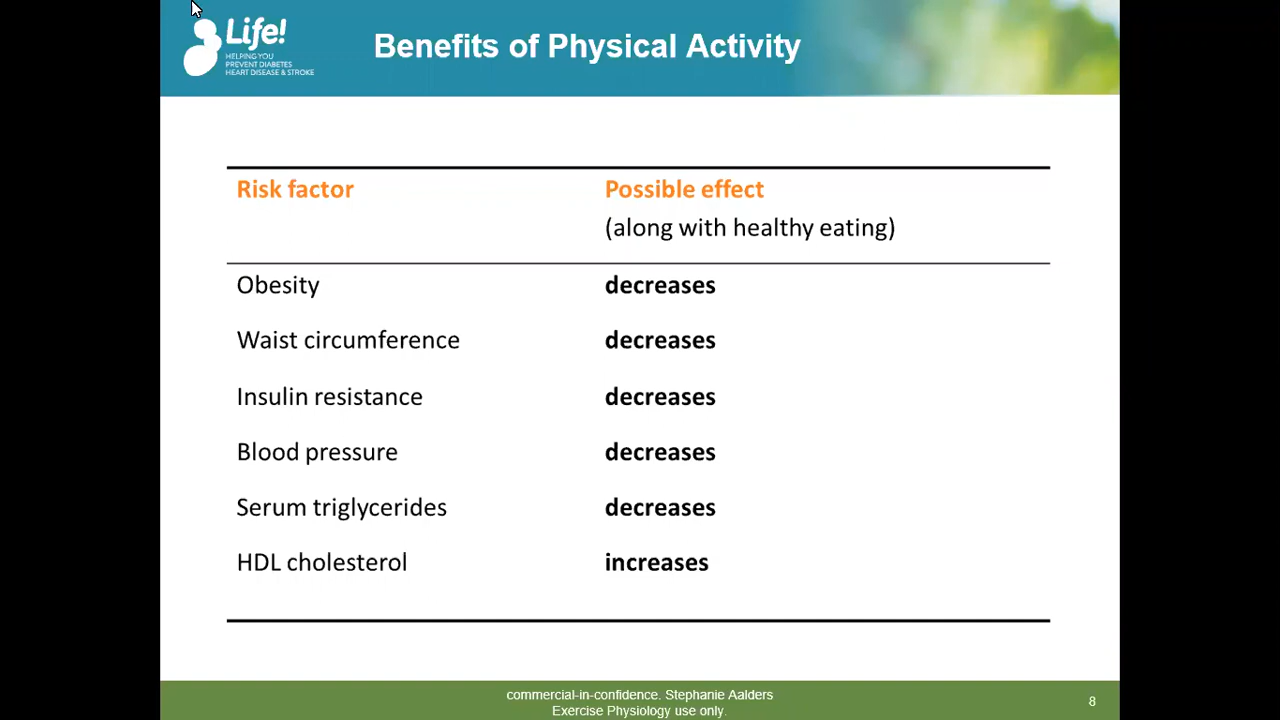 Life!
HELPING YOU
PREVENT DIABETES
HEART DISEASE & STROKE
Benefits of Physical Activity
Risk factor Possible effect
(along with healthy eating)
Obesity decreases
Waist circumference decreases
Insulin resistance decreases
Blood pressure decreases
Serum triglycerides decreases
HDL cholesterol increases
commercial-in-confidence. Stephanie Aalders
Exercise Physiology use only.
8